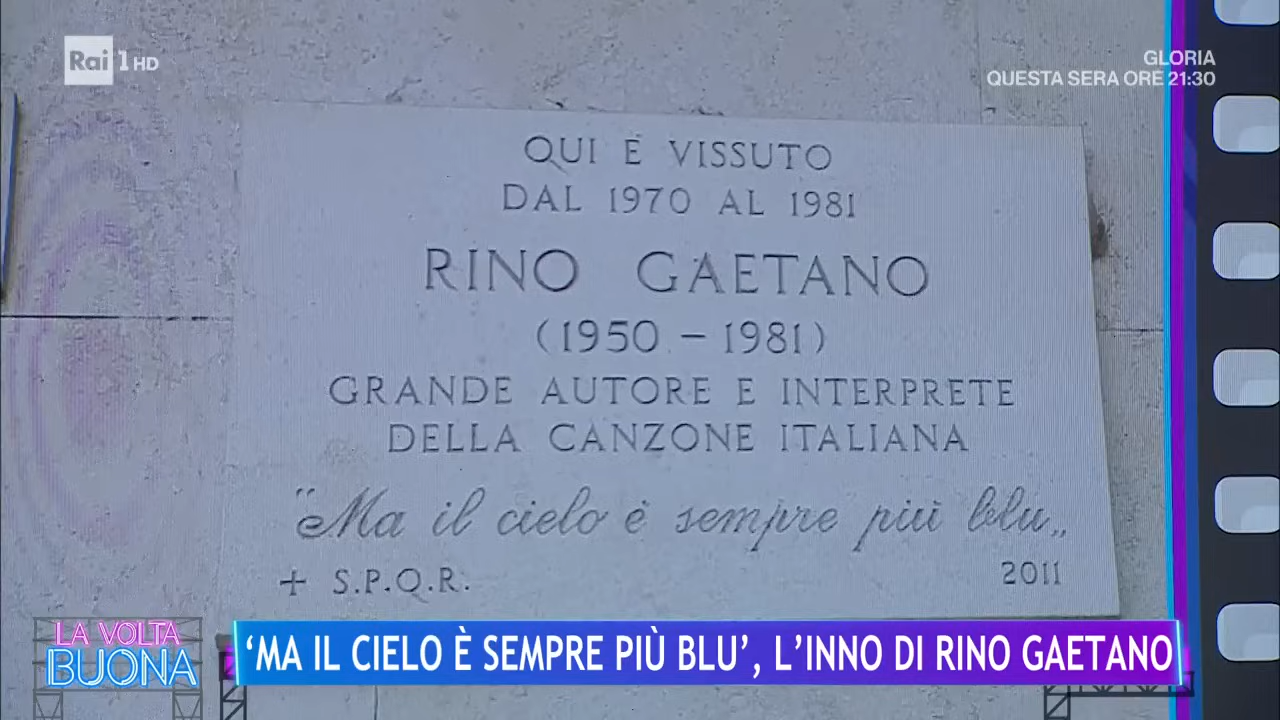 Rai 1 HD
GLORIA
QUESTA SERA ORE 21:30
QUI È VISSUTO
DAL 1970 AL 1981
RINO GAETANO
(1950 - 1981)
GRANDE AUTORE E INTERPRETE
DELLA CANZONE ITALIANA
"Ma il cielo è sempre più blu„
+ S.P.Q.R. 2011
LA VOLTA
BUONA
‘MA IL CIELO È SEMPRE PIÙ BLU’, L’INNO DI RINO GAETANO